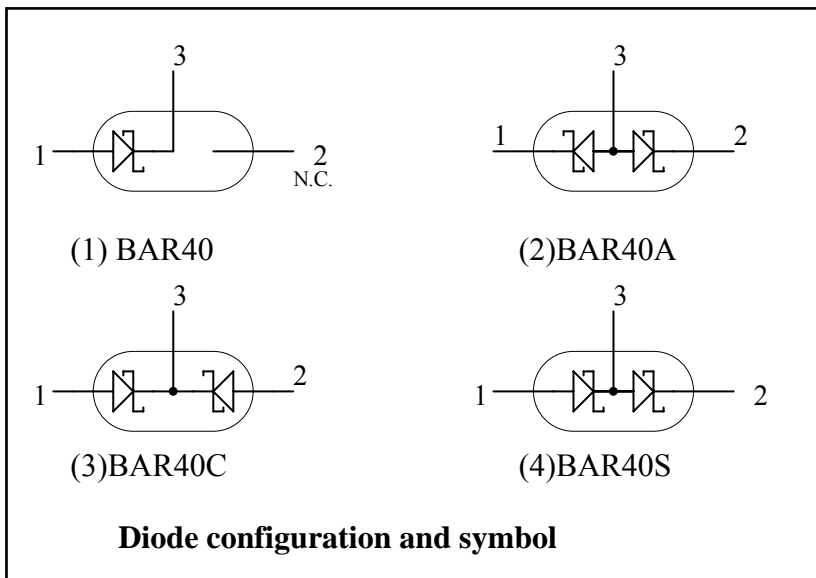 3
1
2
N.C.
(1) BAR40
3
1
2
(2)BAR40A
3
1
2
(3)BAR40C
3
1
2
(4)BAR40S
Diode configuration and symbol